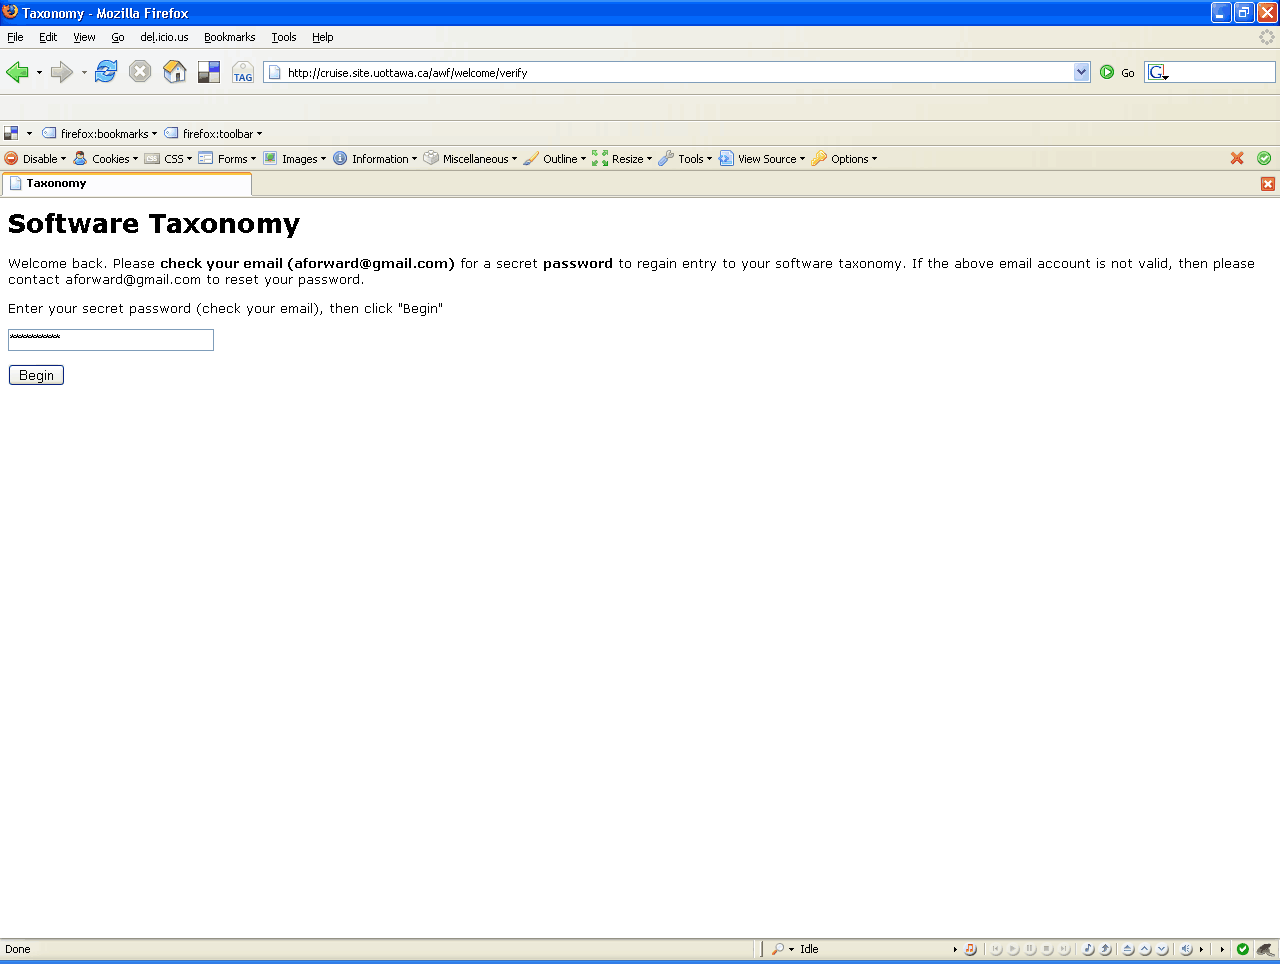 Taxonomy - Mozilla Firefox
File Edit View Go del.icio.us Bookmarks Tools Help
TAG http://cruise.site.uottawa.ca/awf/welcome/verify Go G
firefox:bookmarks firefox:toolbar
Disable Cookies CSS CSS Forms Images Information Miscellaneous Outline Resize Tools View Source Options
Taxonomy
Software Taxonomy
Welcome back. Please check your email (aforward@gmail.com) for a secret password to regain entry to your software taxonomy. If the above email account is not valid, then please
contact aforward@gmail.com to reset your password.
Enter your secret password (check your email), then click "Begin"
Begin
Done Idle